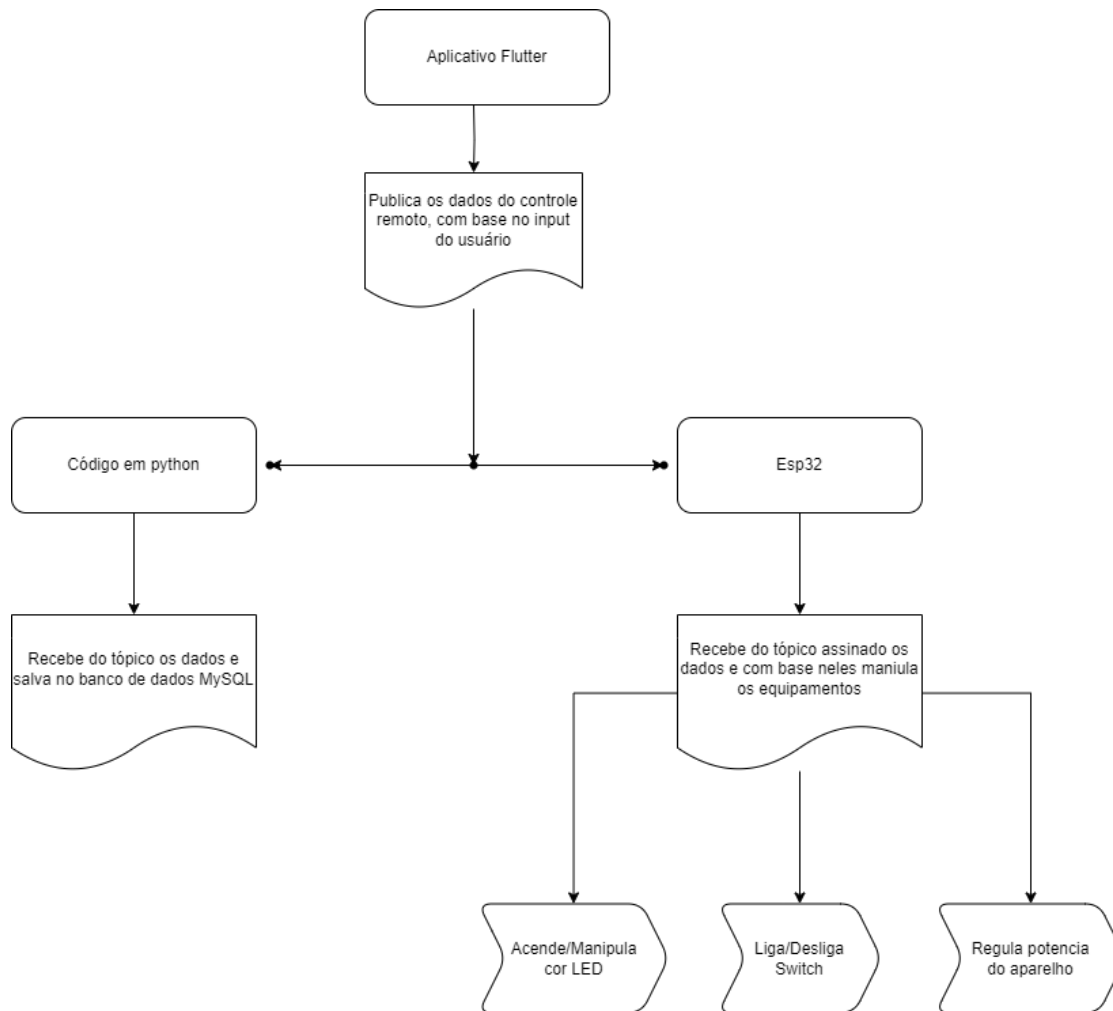 Aplicativo Flutter
Publica os dados do controle
remoto, com base no input
do usuário
Código em python
Esp32
Recebe do tópico os dados e
salva no banco de dados MySQL
Recebe do tópico assinado os
dados e com base neles maniula
os equipamentos
Acende/Manipula
cor LED
Liga/Desliga
Switch
Regula potencia
do aparelho